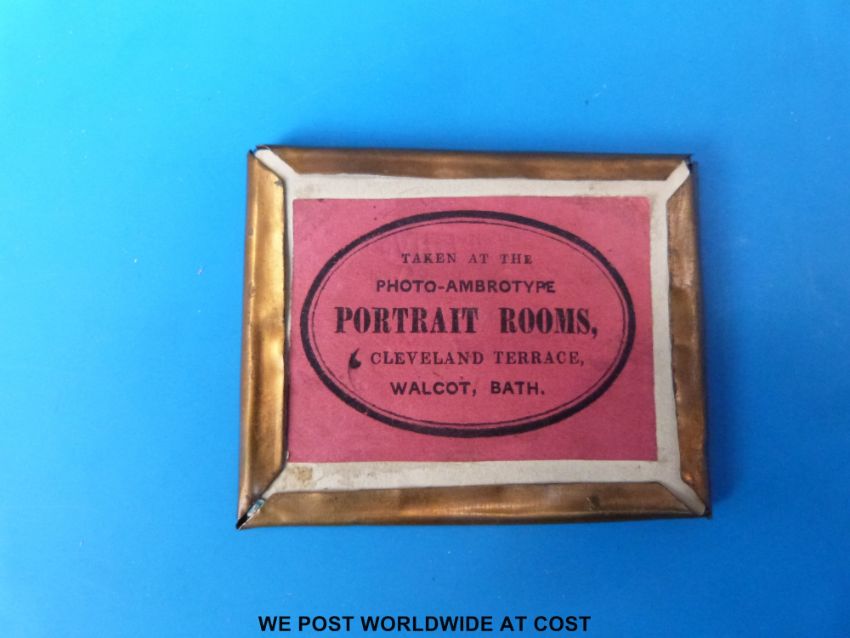 TAKEN AT THE
PHOTO-AMBROTYPE
PORTRAIT ROOMS,
6 CLEVELAND TERRACE,
WALCOT, BATH.
WE POST WORLDWIDE AT COST